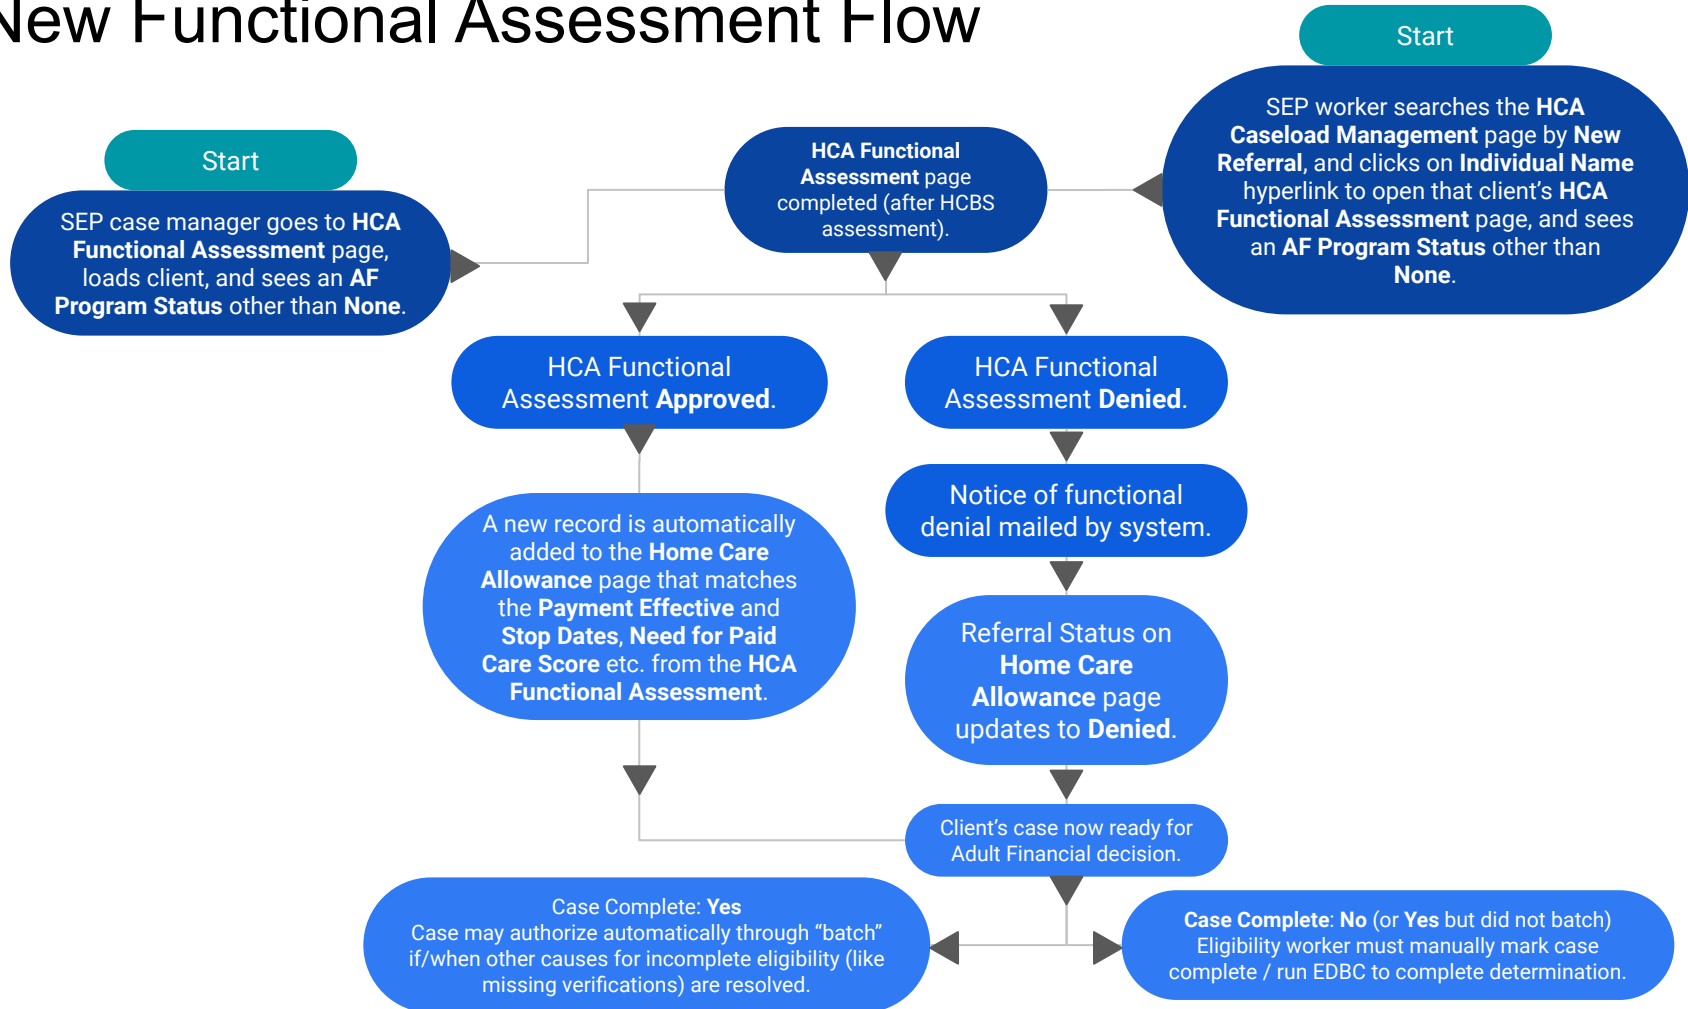 New Functional Assessment Flow
Start
SEP worker searches the HCA
Caseload Management page by New
Referral, and clicks on Individual Name
hyperlink to open that client's HCA
Functional Assessment page, and sees
an AF Program Status other than
None.
Start
SEP case manager goes to HCA
Functional Assessment page,
loads client, and sees an AF
Program Status other than None.
HCA Functional
Assessment page
completed (after HCBS
assessment).
HCA Functional
Assessment Approved.
HCA Functional
Assessment Denied.
A new record is automatically
added to the Home Care
Allowance page that matches
the Payment Effective and
Stop Dates, Need for Paid
Care Score etc. from the HCA
Functional Assessment.
Notice of functional
denial mailed by system.
Referral Status on
Home Care
Allowance page
updates to Denied.
Client's case now ready for
Adult Financial decision.
Case Complete: Yes
Case may authorize automatically through “batch”
if/when other causes for incomplete eligibility (like
missing verifications) are resolved.
Case Complete: No (or Yes but did not batch)
Eligibility worker must manually mark case
complete / run EDBC to complete determination.